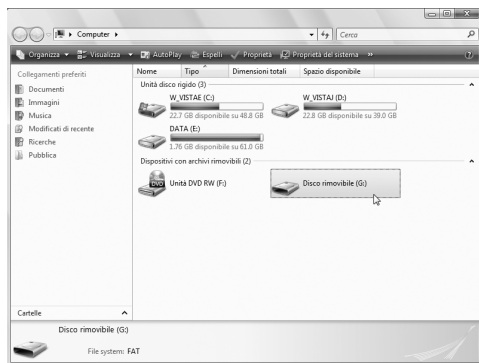 Computer
Cerca
Organizza Visualizza AutoPlay Espelli Proprietà Proprietà del sistema »
Collegamenti preferiti
Documenti
Immagini
Musica
Modificati di recente
Ricerche
Pubblica
Nome Tipo Dimensioni totali Spazio disponibile
Unità disco rigido (3)
W_VISTAE (C:)
22.7 GB disponibile su 48.8 GB
W_VISTAJ (D:)
22.8 GB disponibile su 39.0 GB
DATA (E:)
1.76 GB disponibile su 61.0 GB
Dispositivi con archivi rimovibili (2)
DVD
Unità DVD RW (F:)
Disco rimovibile (G:)
Cartelle
Disco rimovibile (G:)
File system: FAT